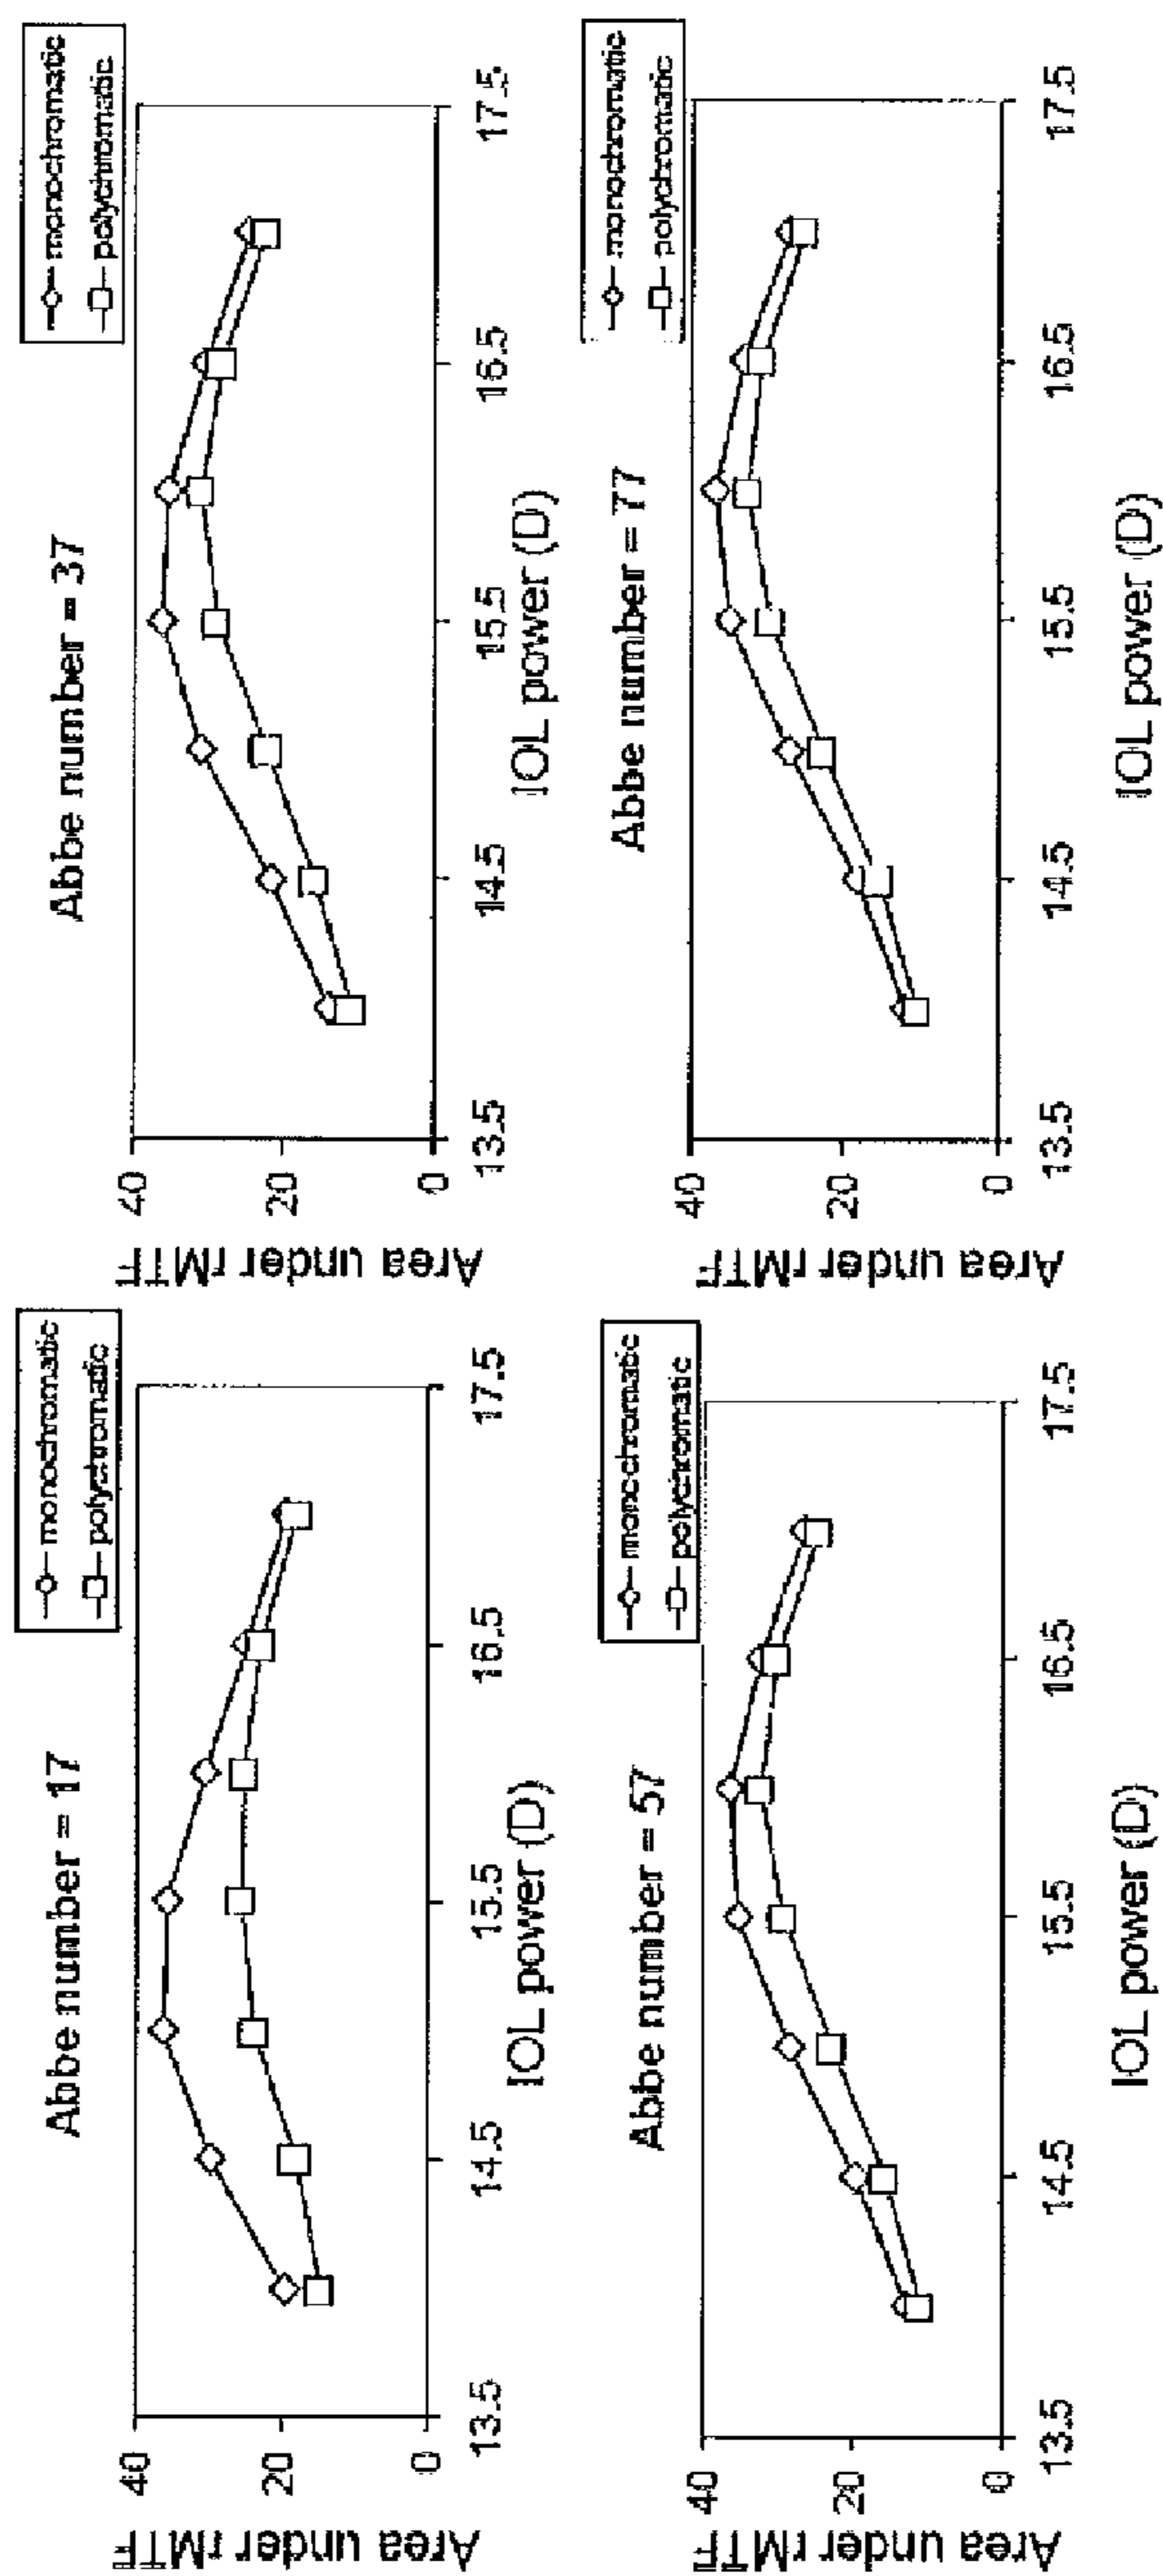 Abbe number = 17
monochromatic
polychromatic
Area under rMTF
40
20
0
13.5
14.5
15.5
16.5
17.5
IOL power (D)
Abbe number = 37
monochromatic
polychromatic
Area under rMTF
40
20
0
13.5
14.5
15.5
16.5
17.5
IOL power (D)
Abbe number = 57
monochromatic
polychromatic
Area under rMTF
40
20
0
13.5
14.5
15.5
16.5
17.5
IOL power (D)
Abbe number = 77
monochromatic
polychromatic
Area under rMTF
40
20
0
13.5
14.5
15.5
16.5
17.5
IOL power (D)